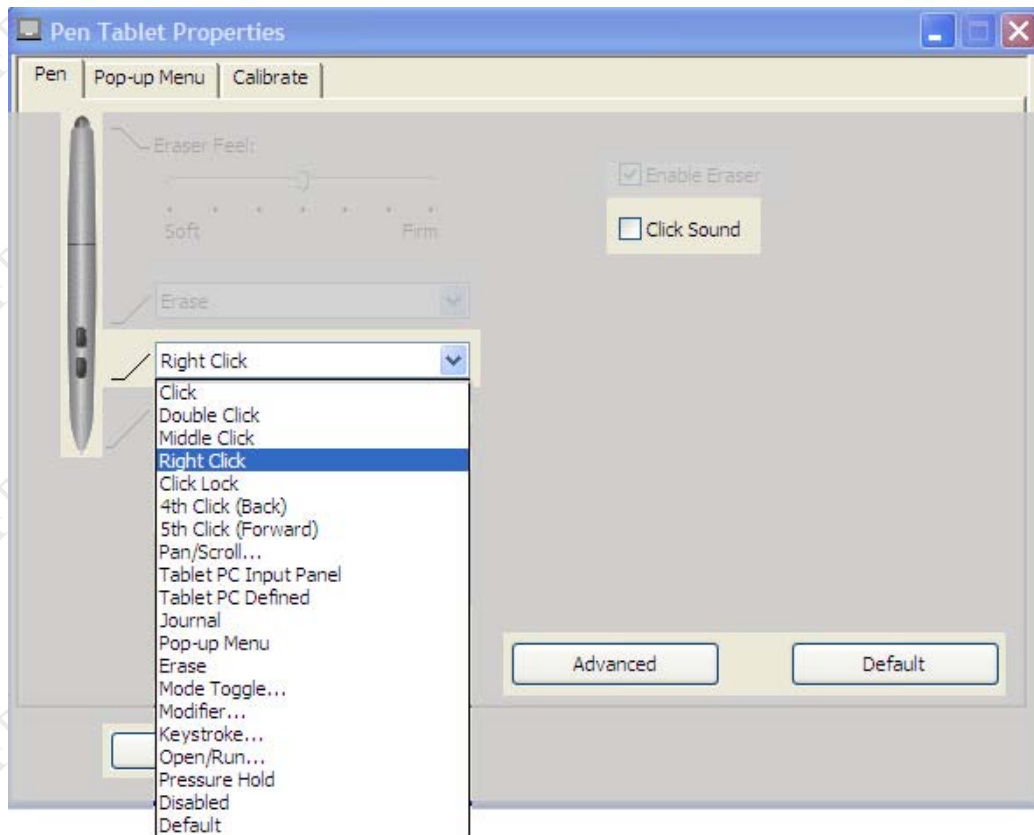 Pen Tablet Properties
Pen Pop-up Menu Calibrate
Eraser Feel:
Enable Eraser
Soft Firm
Click Sound
Erase
Right Click
Click
Double Click
Middle Click
Right Click
Click Lock
4th Click (Back)
5th Click (Forward)
Pan/Scroll...
Tablet PC Input Panel
Tablet PC Defined
Journal
Pop-up Menu
Erase
Mode Toggle...
Modifier...
Keystroke...
Open/Run...
Pressure Hold
Disabled
Default
Advanced Default